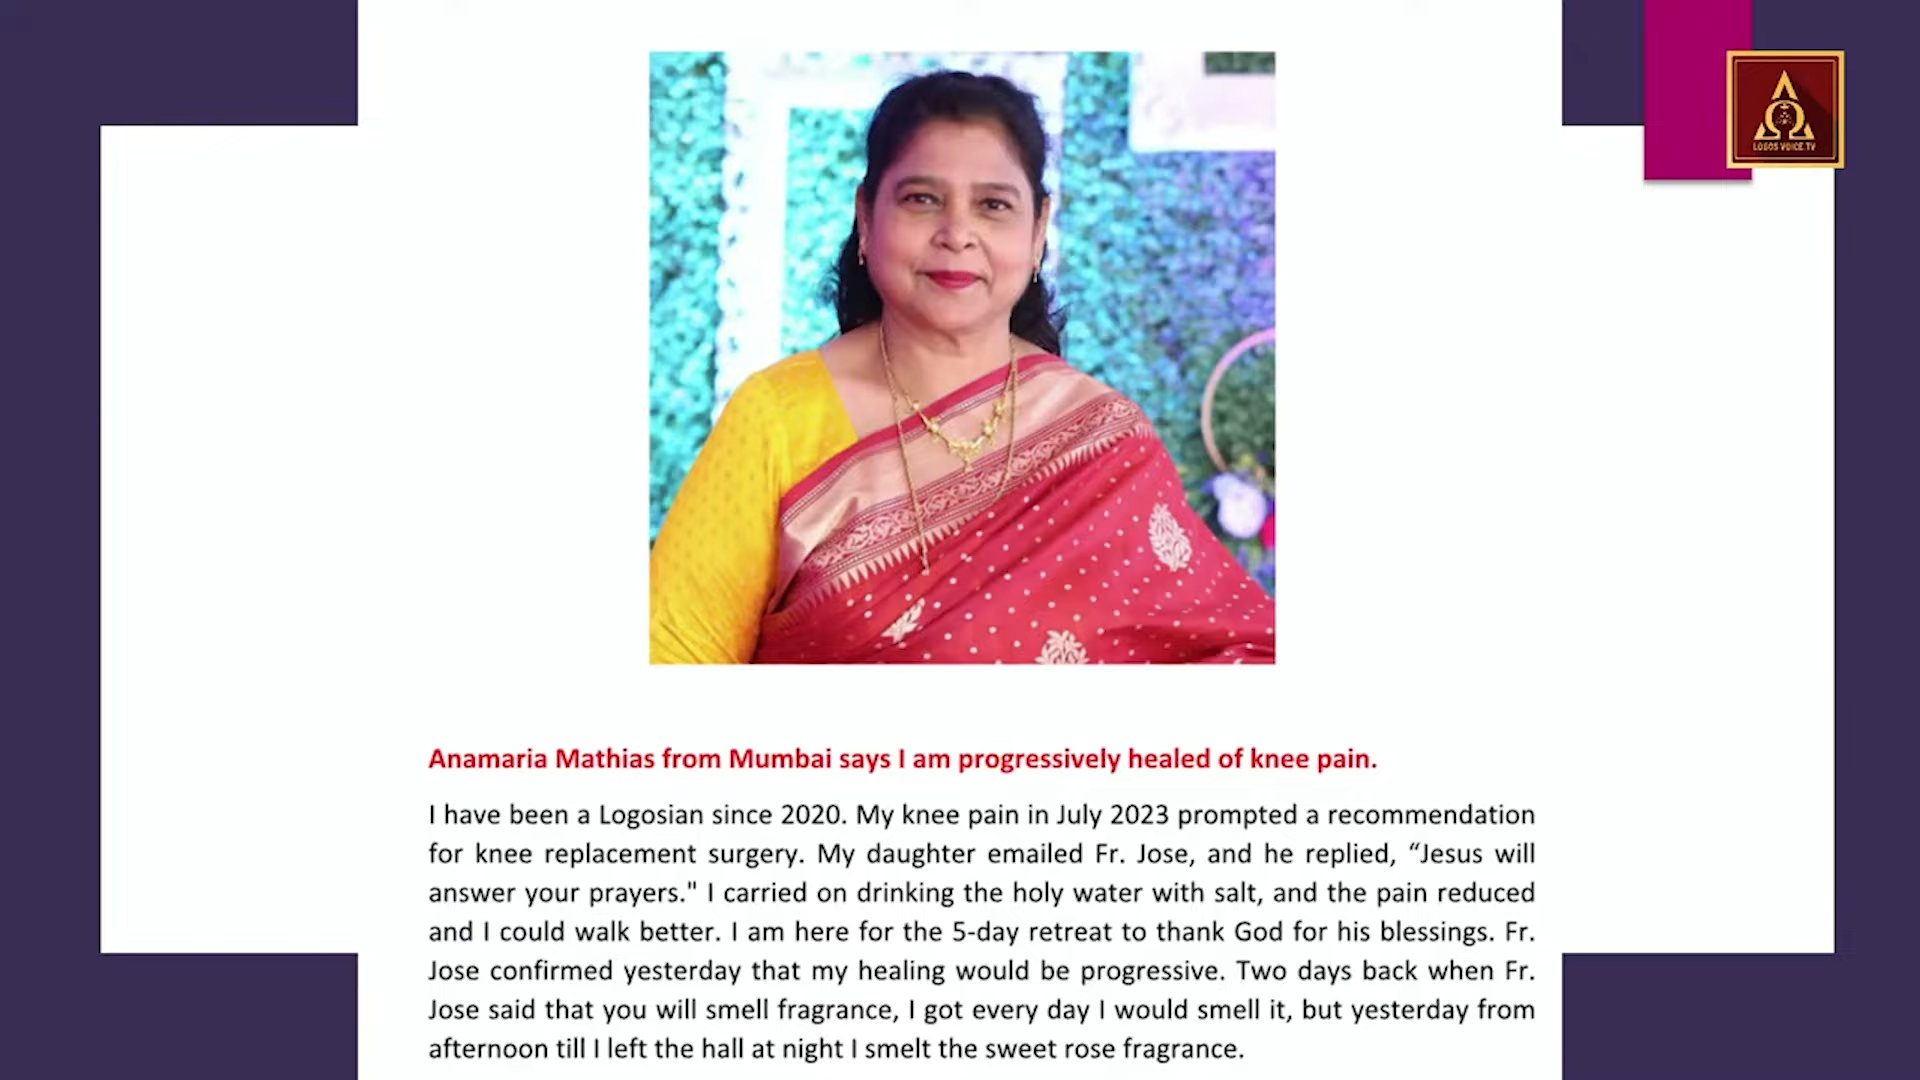 LOGOS VOICE TV
Anamaria Mathias from Mumbai says I am progressively healed of knee pain.
I have been a Logosian since 2020. My knee pain in July 2023 prompted a recommendation
for knee replacement surgery. My daughter emailed Fr. Jose, and he replied, “Jesus will
answer your prayers." I carried on drinking the holy water with salt, and the pain reduced
and I could walk better. I am here for the 5-day retreat to thank God for his blessings. Fr.
Jose confirmed yesterday that my healing would be progressive. Two days back when Fr.
Jose said that you will smell fragrance, I got every day I would smell it, but yesterday from
afternoon till I left the hall at night I smelt the sweet rose fragrance.